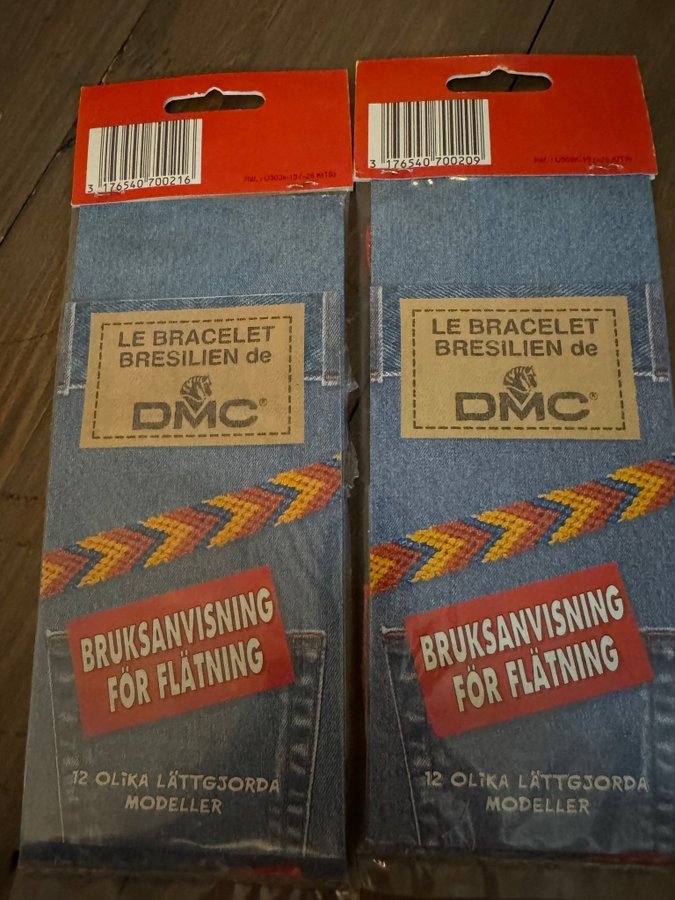 3 176540 700216
LE BRACELET
BRESILIEN de
DMC®
BRUKSANVISNING
FÖR FLÄTNING
12 OLIKA LÄTTGJORDA
MODELLER
3 176540 700209
LE BRACELET
BRESILIEN de
DMC®
BRUKSANVISNING
FÖR FLÄTNING
12 OLIKA LÄTTGJORDA
MODELLER